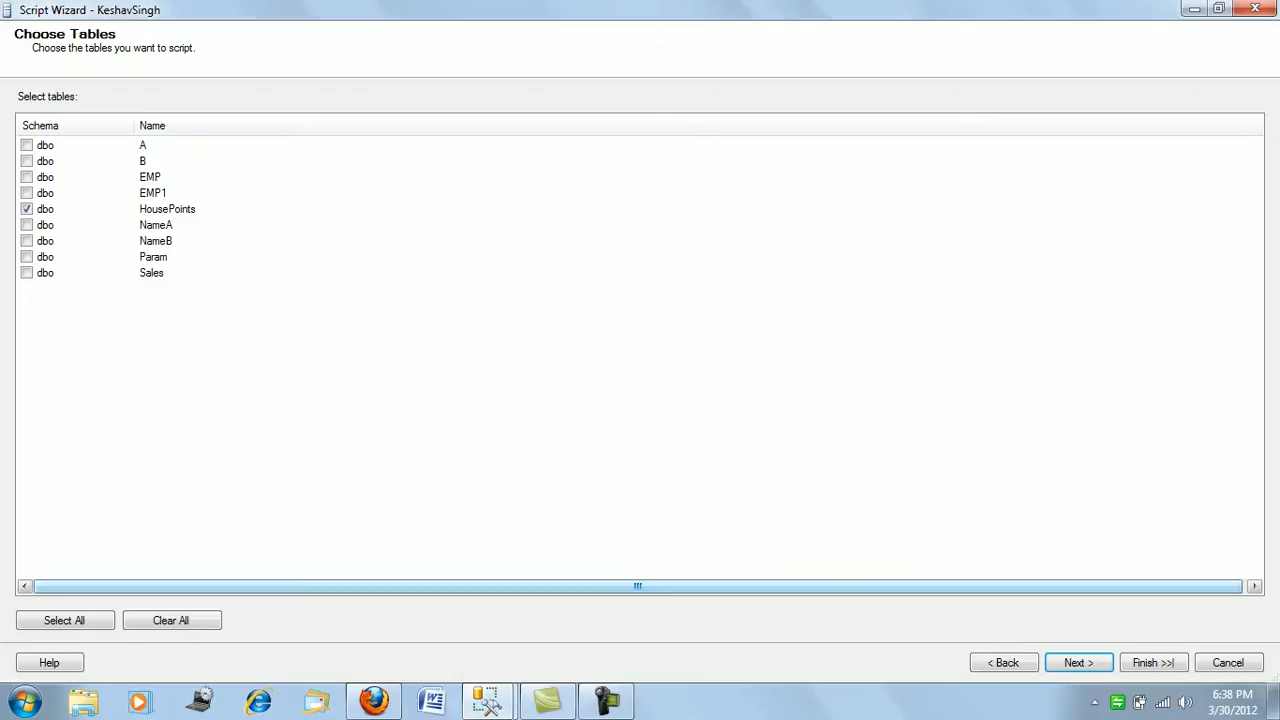 Script Wizard - KeshavSingh
Choose Tables
Choose the tables you want to script.
Select tables:
Schema Name
dbo A
dbo B
dbo EMP
dbo EMP1
dbo HousePoints
dbo NameA
dbo NameB
dbo Param
dbo Sales
Select All Clear All
Help < Back Next > Finish >>| Cancel
6:38 PM
3/30/2012